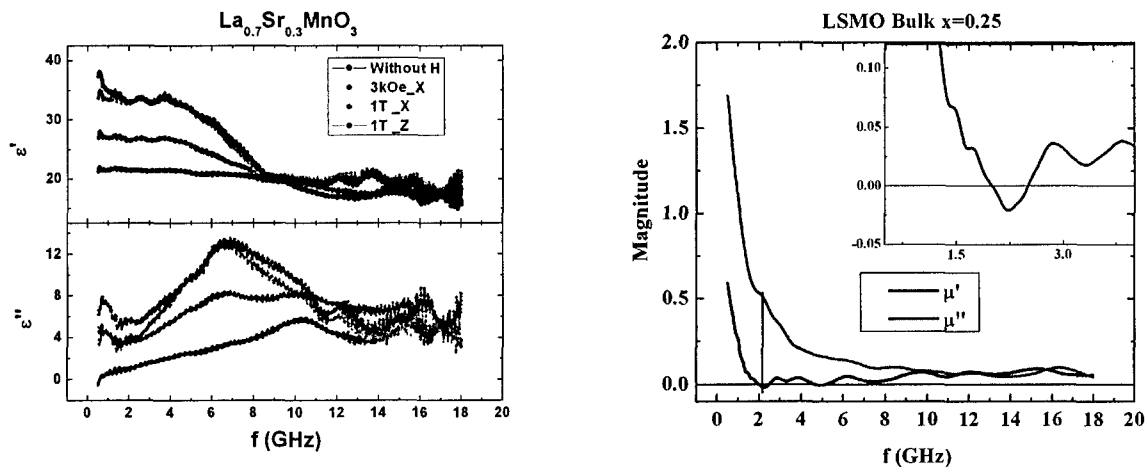 La0.7Sr0.3MnO3
40
30
20
ε'
Without H
3kOe_X
1T_X
1T_Z
12
8
4
0
ε''
0 2 4 6 8 10 12 14 16 18 20
f (GHz)
LSMO Bulk x=0.25
2.0
1.5
1.0
0.5
0.0
Magnitude
0.10
0.05
0.00
-0.05
1.5 3.0
μ'
μ''
0 2 4 6 8 10 12 14 16 18 20
f (GHz)